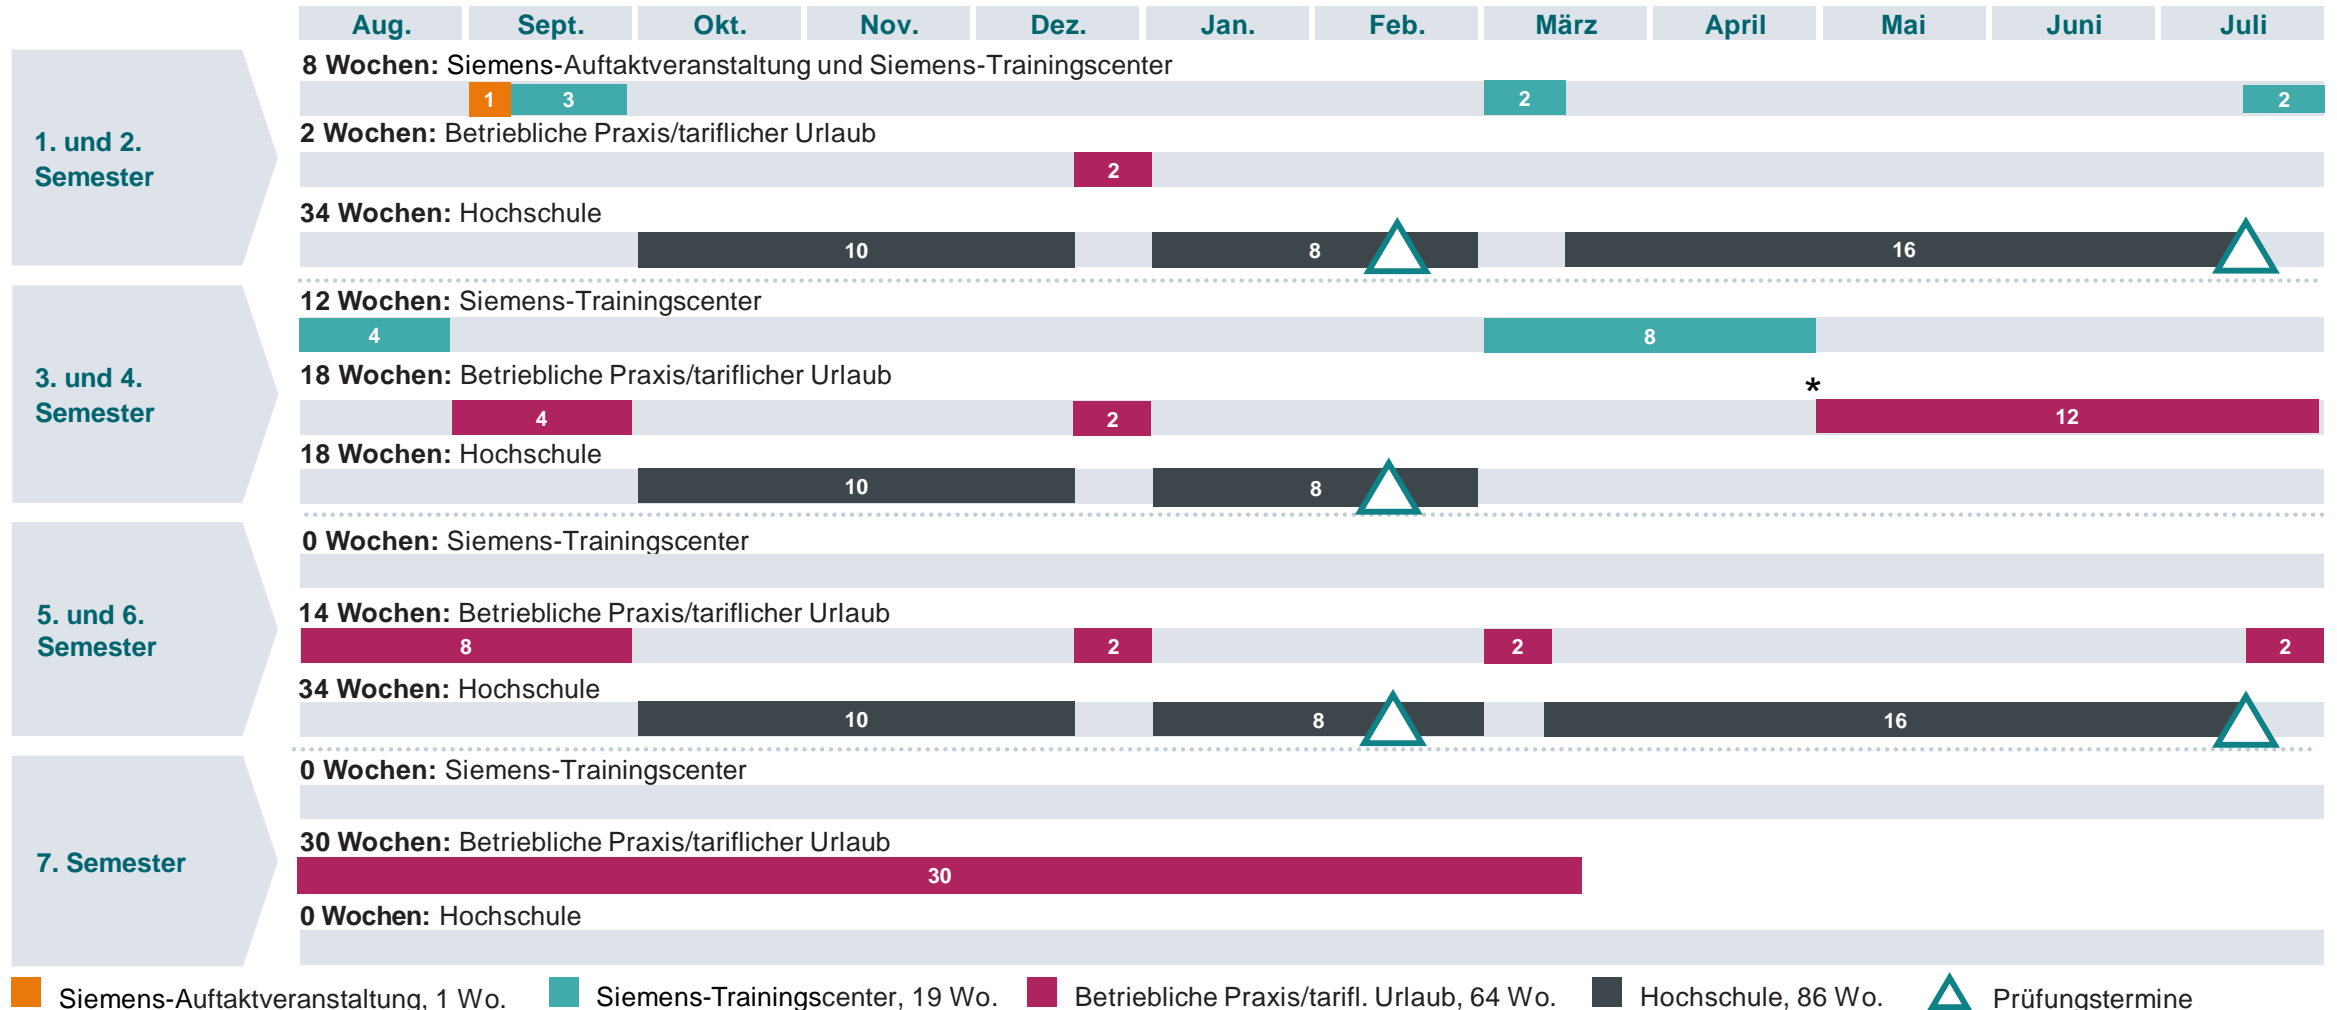 Aug. Sept. Okt. Nov. Dez. Jan. Feb. März April Mai Juni Juli
8 Wochen: Siemens-Auftaktveranstaltung und Siemens-Trainingscenter
1 3 2 2
2 Wochen: Betriebliche Praxis/tariflicher Urlaub
1. und 2.
Semester
2
34 Wochen: Hochschule
10 8 16
12 Wochen: Siemens-Trainingscenter
4 8
18 Wochen: Betriebliche Praxis/tariflicher Urlaub
3. und 4.
Semester
*
4 2 12
18 Wochen: Hochschule
10 8
0 Wochen: Siemens-Trainingscenter
14 Wochen: Betriebliche Praxis/tariflicher Urlaub
5. und 6.
Semester
8 2 2 2
34 Wochen: Hochschule
10 8 16
0 Wochen: Siemens-Trainingscenter
30 Wochen: Betriebliche Praxis/tariflicher Urlaub
7. Semester
30
0 Wochen: Hochschule
Siemens-Auftaktveranstaltung, 1 Wo. Siemens-Trainingscenter, 19 Wo. Betriebliche Praxis/tarifl. Urlaub, 64 Wo. Hochschule, 86 Wo. Prüfungstermine